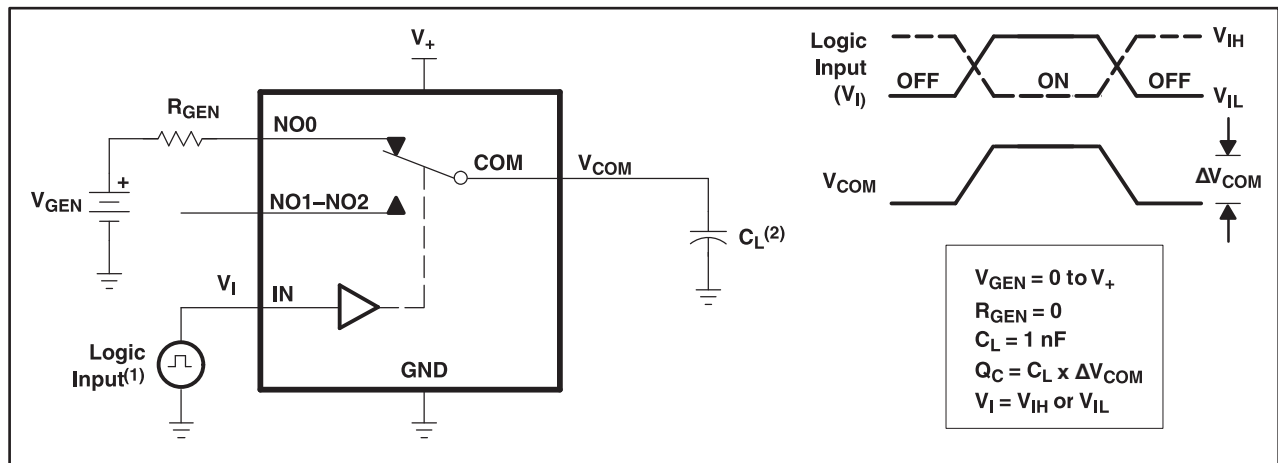 V+
RGEN
NO0
COM
VCOM
VGEN
+
NO1–NO2
CL(2)
VI
IN
Logic
Input(1)
GND
Logic
Input
(VI)
OFF
ON
OFF
VIH
VIL
VCOM
ΔVCOM
VGEN = 0 to V+
RGEN = 0
CL = 1 nF
QC = CL x ΔVCOM
VI = VIH or VIL